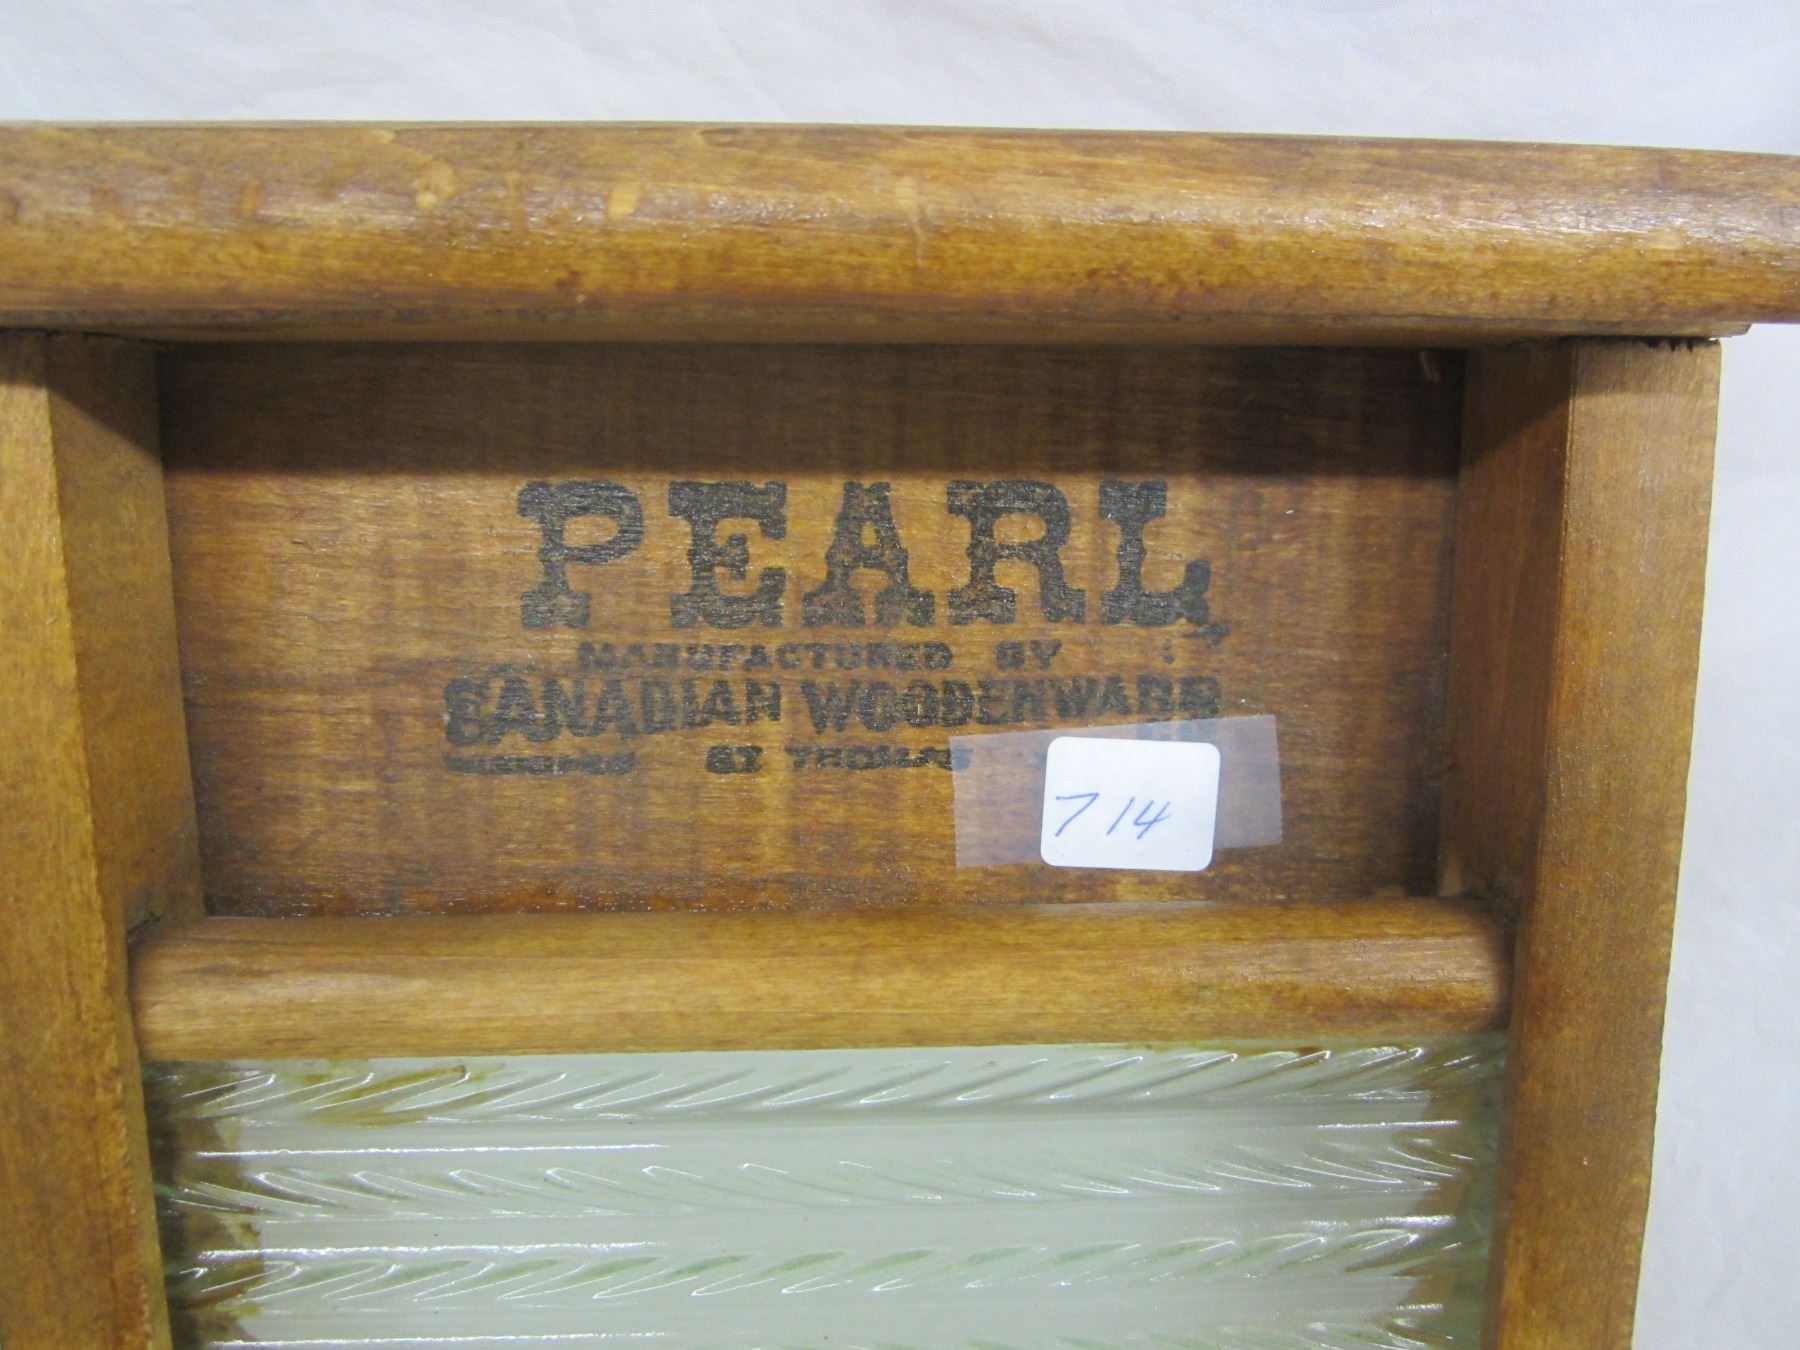 PEARL
MANUFACTURED BY
CANADIAN WOODENWARE
ST THOMAS
714